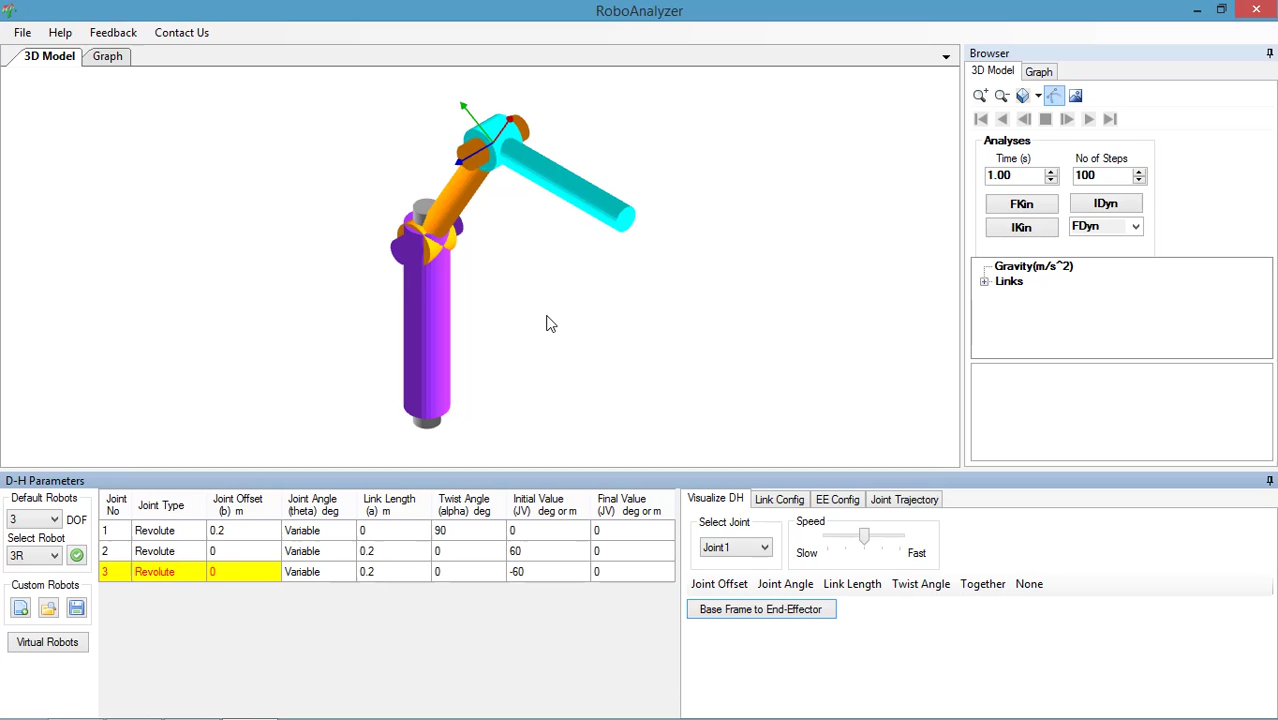 RoboAnalyzer
File Help Feedback Contact Us
3D Model Graph
Browser
3D Model Graph
Analyses
Time (s) No of Steps
1.00 100
FKin IDyn
IKin FDyn
Gravity(m/s^2)
Links
D-H Parameters
Default Robots
3 DOF
Select Robot
3R
Custom Robots
Virtual Robots
Joint No Joint Type Joint Offset (b) m Joint Angle (theta) deg Link Length (a) m Twist Angle (alpha) deg Initial Value (JV) deg or m Final Value (JV) deg or m
1 Revolute 0.2 Variable 0 90 0 0
2 Revolute 0 Variable 0.2 0 60 0
3 Revolute 0 Variable 0.2 0 -60 0
Visualize DH Link Config EE Config Joint Trajectory
Select Joint Speed
Joint1 Slow Fast
Joint Offset Joint Angle Link Length Twist Angle Together None
Base Frame to End-Effector